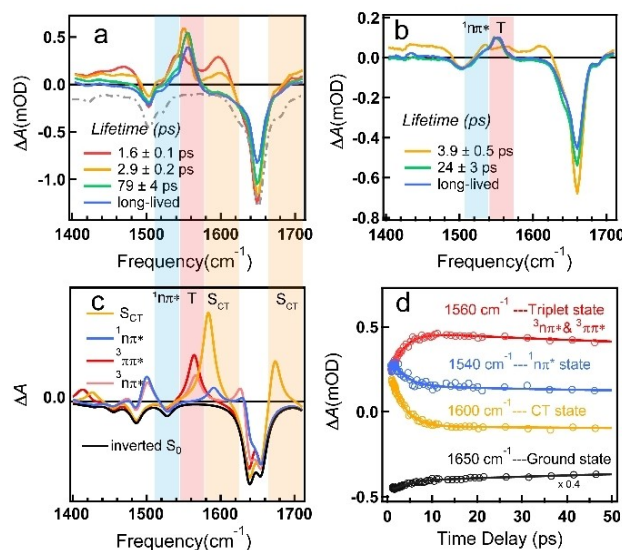 a
ΔA(mOD)
0.5
0.0
-0.5
-1.0
Lifetime (ps)
1.6 ± 0.1 ps
2.9 ± 0.2 ps
79 ± 4 ps
long-lived
1400 1500 1600 1700
Frequency(cm⁻¹)
b
¹nπ* T
ΔA(mOD)
0.2
0.0
-0.2
-0.4
-0.6
-0.8
Lifetime (ps)
3.9 ± 0.5 ps
24 ± 3 ps
long-lived
1400 1500 1600 1700
Frequency(cm⁻¹)
c
¹nπ* T S_CT S_CT
ΔA
0.0
S_CT
¹nπ*
³ππ*
³nπ*
inverted S₀
1400 1500 1600 1700
Frequency(cm⁻¹)
d
ΔA(mOD)
0.5
0.0
-0.5
1560 cm⁻¹ ---Triplet state
³nπ*& ³ππ*
1540 cm⁻¹ ---¹nπ* state
1600 cm⁻¹ ---CT state
1650 cm⁻¹ ---Ground state
x 0.4
0 10 20 30 40 50
Time Delay (ps)